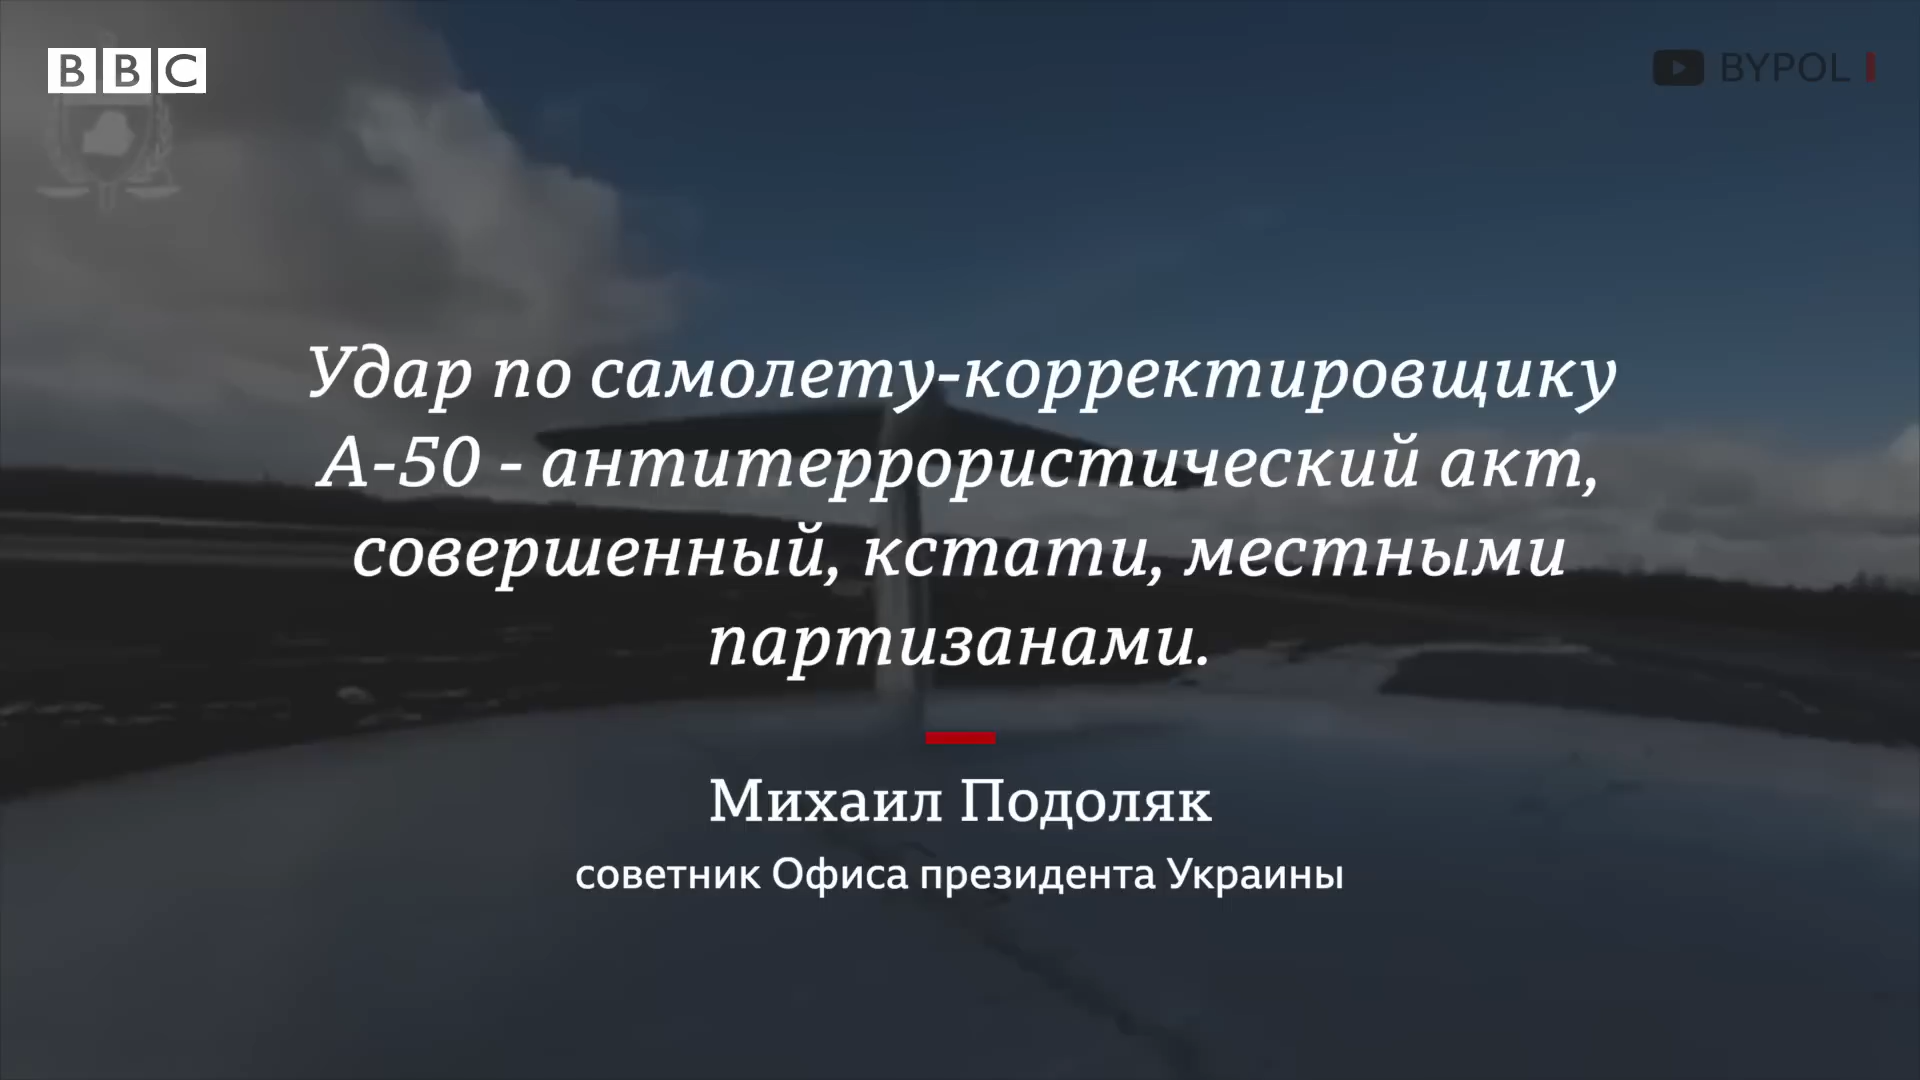 BBC
BYPOL
Удар по самолету-корректировщику
А-50 - антитеррористический акт,
совершенный, кстати, местными
партизанами.
Михаил Подоляк
советник Офиса президента Украины